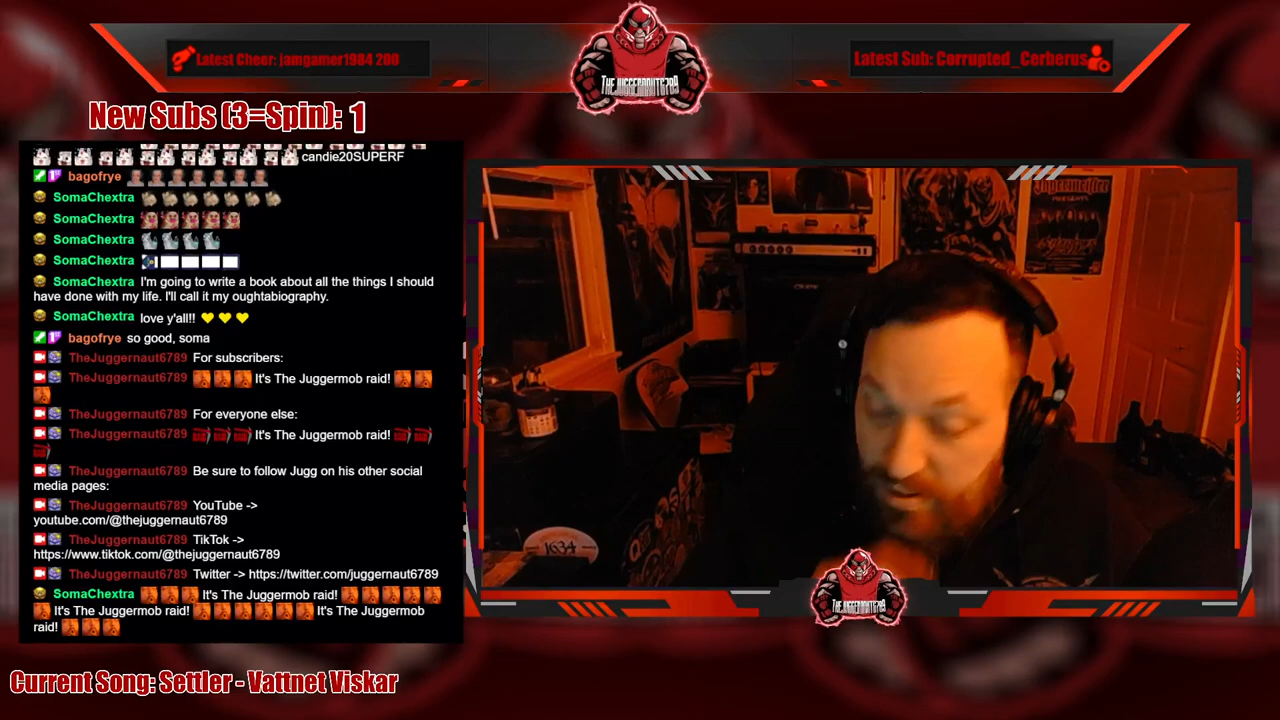 Latest Cheer: jamgamer1984 200
THEJUGGERNAUT6789
Latest Sub: Corrupted_Cerberus
New Subs (3=Spin): 1
candie20SUPERF
bagofrye
SomaChextra
SomaChextra
SomaChextra
SomaChextra
SomaChextra I'm going to write a book about all the things I should
have done with my life. I'll call it my oughtabiography.
SomaChextra love y'all!!
bagofrye so good, soma
TheJuggernaut6789 For subscribers:
TheJuggernaut6789 It's The Juggermob raid!
TheJuggernaut6789 For everyone else:
TheJuggernaut6789 It's The Juggermob raid!
TheJuggernaut6789 Be sure to follow Jugg on his other social
media pages:
TheJuggernaut6789 YouTube ->
youtube.com/@thejuggernaut6789
TheJuggernaut6789 TikTok ->
https://www.tiktok.com/@thejuggernaut6789
TheJuggernaut6789 Twitter -> https://twitter.com/juggernaut6789
SomaChextra It's The Juggermob raid!
It's The Juggermob raid! It's The Juggermob
raid!
Jägermeister
PRESENTS
1634
THEJUGGERNAUT6789
Current Song: Settler - Vattnet Viskar